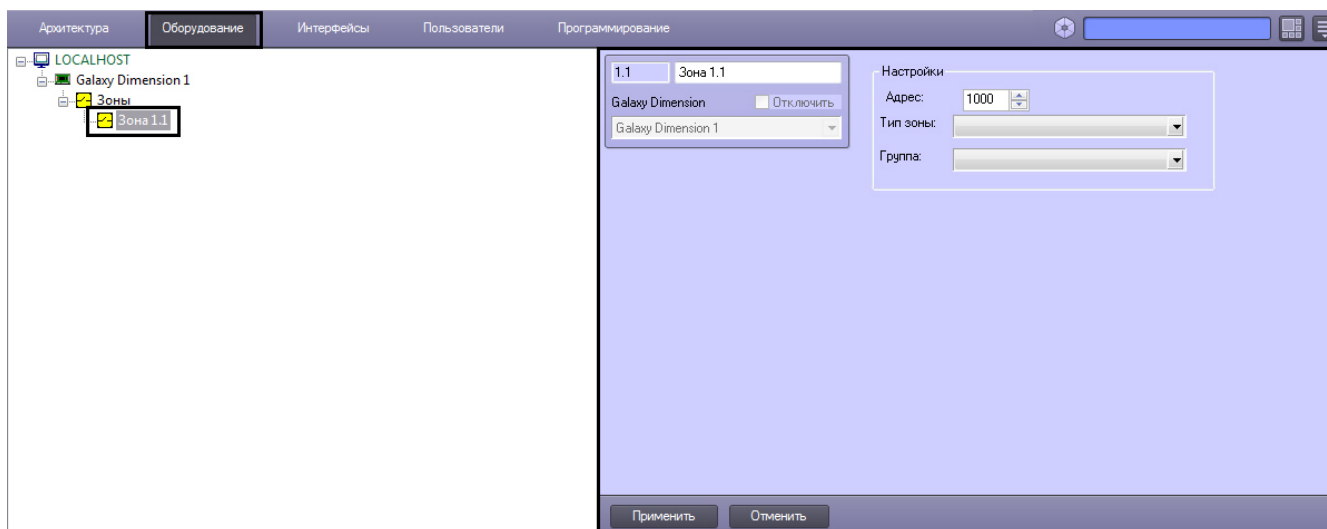 Архитектура Оборудование Интерфейсы Пользователи Программирование
LOCALHOST
Galaxy Dimension 1
Зоны
Зона 1.1
1.1 Зона 1.1
Galaxy Dimension Отключить
Galaxy Dimension 1
Настройки
Адрес: 1000
Тип зоны:
Группа:
Применить Отменить